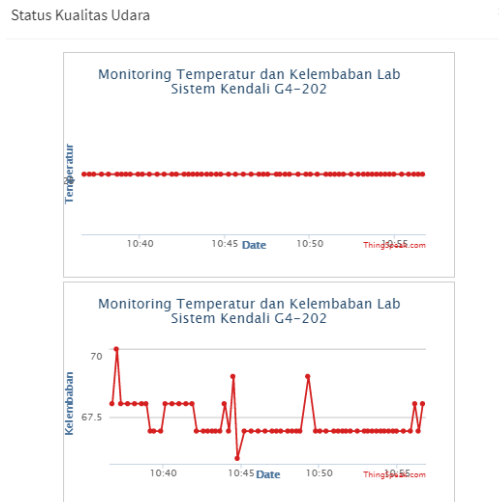 Status Kualitas Udara
Monitoring Temperatur dan Kelembaban Lab
Sistem Kendali G4-202
Temperatur
10:40
10:45
10:50
10:55
Date
ThingSpeak.com
Monitoring Temperatur dan Kelembaban Lab
Sistem Kendali G4-202
Kelembaban
70
67.5
10:40
10:45
10:50
10:55
Date
ThingSpeak.com